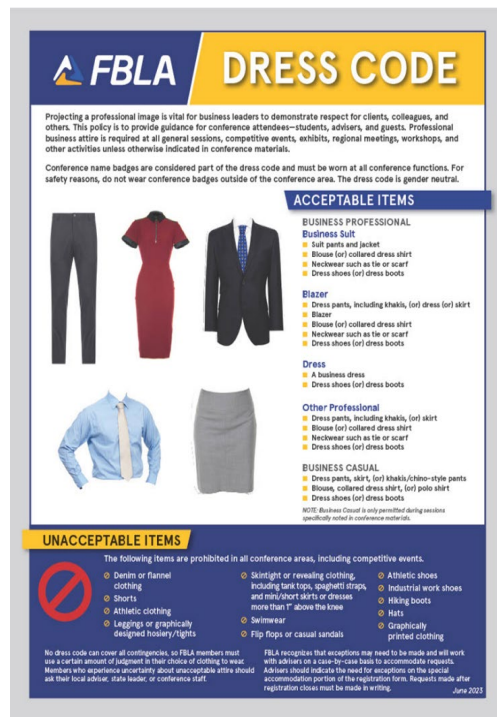 FBLA
DRESS CODE
Projecting a professional image is vital for business leaders to demonstrate respect for clients, colleagues, and
others. This policy is to provide guidance for conference attendees—students, advisers, and guests. Professional
business attire is required at all general sessions, competitive events, exhibits, regional meetings, workshops, and
other activities unless otherwise indicated in conference materials.
Conference name badges are considered part of the dress code and must be worn at all conference functions. For
safety reasons, do not wear conference badges outside of the conference area. The dress code is gender neutral.
ACCEPTABLE ITEMS
BUSINESS PROFESSIONAL
Business Suit
Suit pants and jacket
Blouse (or) collared dress shirt
Neckwear such as tie or scarf
Dress shoes (or) dress boots
Blazer
Dress pants, including khakis, (or) dress (or) skirt
Blazer
Blouse (or) collared dress shirt
Neckwear such as tie or scarf
Dress shoes (or) dress boots
Dress
A business dress
Dress shoes (or) dress boots
Other Professional
Dress pants, including khakis, (or) skirt
Blouse (or) collared dress shirt
Neckwear such as tie or scarf
Dress shoes (or) dress boots
BUSINESS CASUAL
Dress pants, skirt, (or) khakis/chino-style pants
Blouse, collared dress shirt, (or) polo shirt
Dress shoes (or) dress boots
NOTE: Business Casual is only permitted during sessions
specifically noted in conference materials.
UNACCEPTABLE ITEMS
The following items are prohibited in all conference areas, including competitive events.
Denim or flannel
clothing
Shorts
Athletic clothing
Leggings or graphically
designed hosiery/tights
Skintight or revealing clothing,
including tank tops, spaghetti straps,
and mini/short skirts or dresses
more than 1" above the knee
Swimwear
Flip flops or casual sandals
Athletic shoes
Industrial work shoes
Hiking boots
Hats
Graphically
printed clothing
No dress code can cover all contingencies, so FBLA members must
use a certain amount of judgment in their choice of clothing to wear.
Members who experience uncertainty about unacceptable attire should
ask their local adviser, state leader, or conference staff.
FBLA recognizes that exceptions may need to be made and will work
with advisers on a case-by-case basis to accommodate requests.
Advisers should indicate the need for exceptions on the special
accommodation portion of the registration form. Requests made after
registration closes must be made in writing.
June 2023